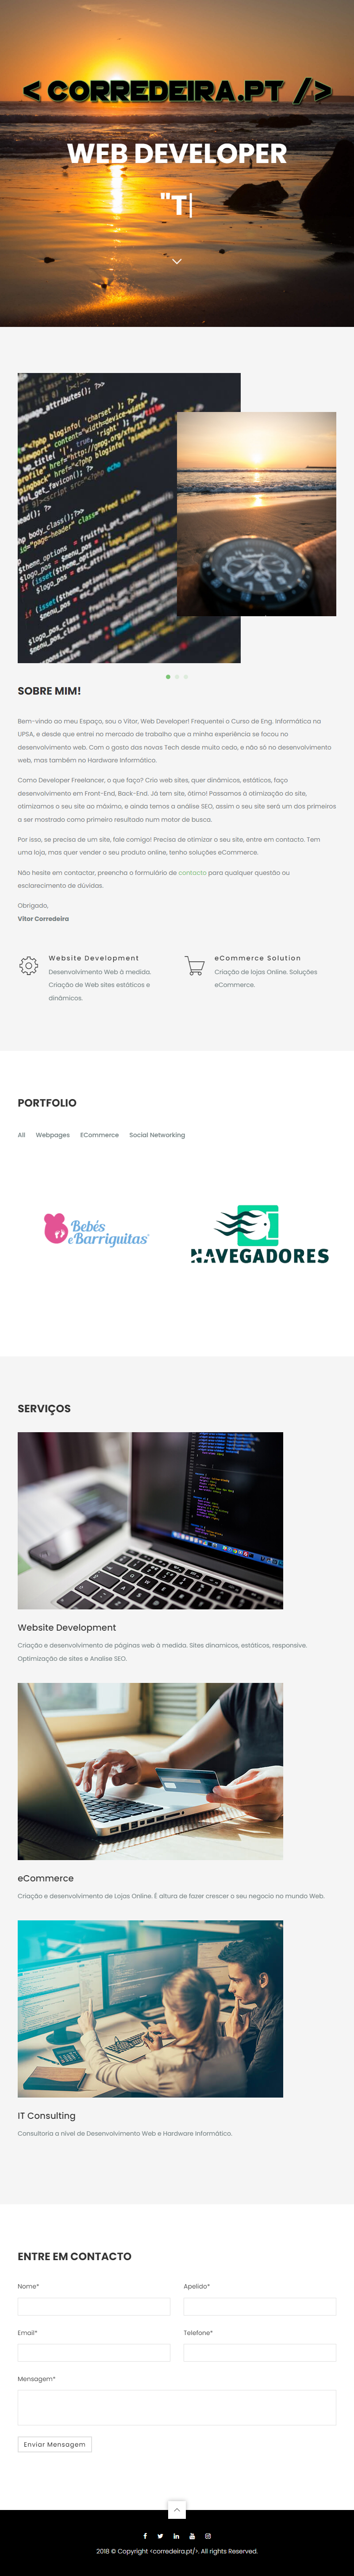 < CORREDEIRA.PT />
WEB DEVELOPER
"T|
SOBRE MIM!
Bem-vindo ao meu Espaço, sou a Vitor, Web Developer! Frequentei o Curso de Eng. Informática na
UPSA, e desde que entrei no mercado de trabalho que a minha experiência se focou no
desenvolvimento web. Com o gosto das novas Tech desde muito cedo, e não só no desenvolvimento
web, mas também no Hardware Informático.
Como Developer Freelancer, o que faço? Crio web sites, quer dinâmicos, estáticos, faço
desenvolvimento em Front-End, Back-End. Já tem site, ótimo! Passamos á otimização do site,
otimizamos o seu site ao máximo, e ainda temos a análise SEO, assim o seu site será um dos primeiros
a ser mostrado como primeiro resultado num motor de busca.
Por isso, se precisa de um site, fale comigo! Precisa de otimizar o seu site, entre em contacto. Tem
uma loja, mas quer vender o seu produto online, tenho soluções eCommerce.
Não hesite em contactar, preencha o formulário de contacto para qualquer questão ou
esclarecimento de dúvidas.
Obrigado,
Vitor Corredeira
Website Development
Desenvolvimento Web à medida.
Criação de Web sites estáticos e
dinâmicos.
eCommerce Solution
Criação de lojas Online. Soluções
eCommerce.
PORTFOLIO
All Webpages ECommerce Social Networking
Bebés
eBarriguitas
NAVEGADORES
SERVIÇOS
Website Development
Criação e desenvolvimento de páginas web à medida. Sites dinamicos, estáticos, responsive.
Optimização de sites e Analise SEO.
eCommerce
Criação e desenvolvimento de Lojas Online. É altura de fazer crescer o seu negocio no mundo Web.
IT Consulting
Consultoria a nivel de Desenvolvimento Web e Hardware Informático.
ENTRE EM CONTACTO
Nome* Apelido*
Email* Telefone*
Mensagem*
Enviar Mensagem
2018 © Copyright <corredeira.pt/>. All rights Reserved.